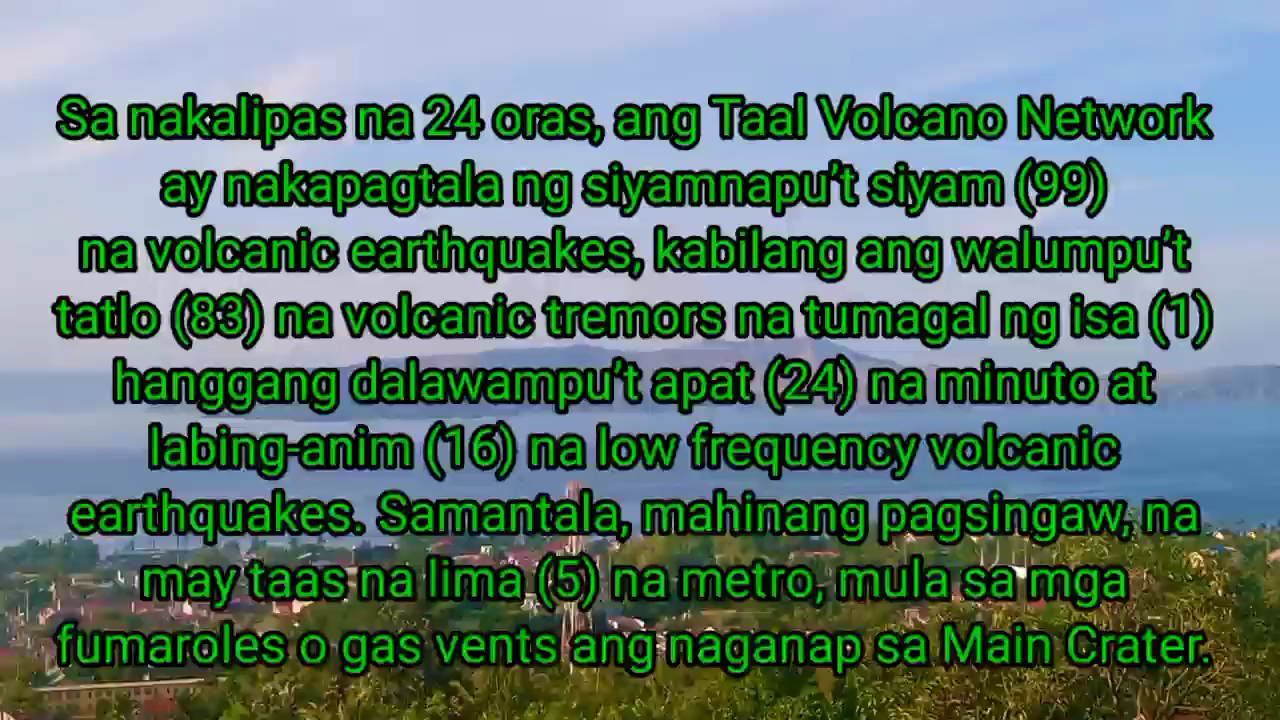 Sa nakalipas na 24 oras, ang Taal Volcano Network
ay nakapagtala ng siyamnapu’t siyam (99)
na volcanic earthquakes, kabilang ang walumpu’t
tatlo (83) na volcanic tremors na tumagal ng isa (1)
hanggang dalawampu’t apat (24) na minuto at
labing-anim (16) na low frequency volcanic
earthquakes. Samantala, mahinang pagsingaw, na
may taas na lima (5) na metro, mula sa mga
fumaroles o gas vents ang naganap sa Main Crater.